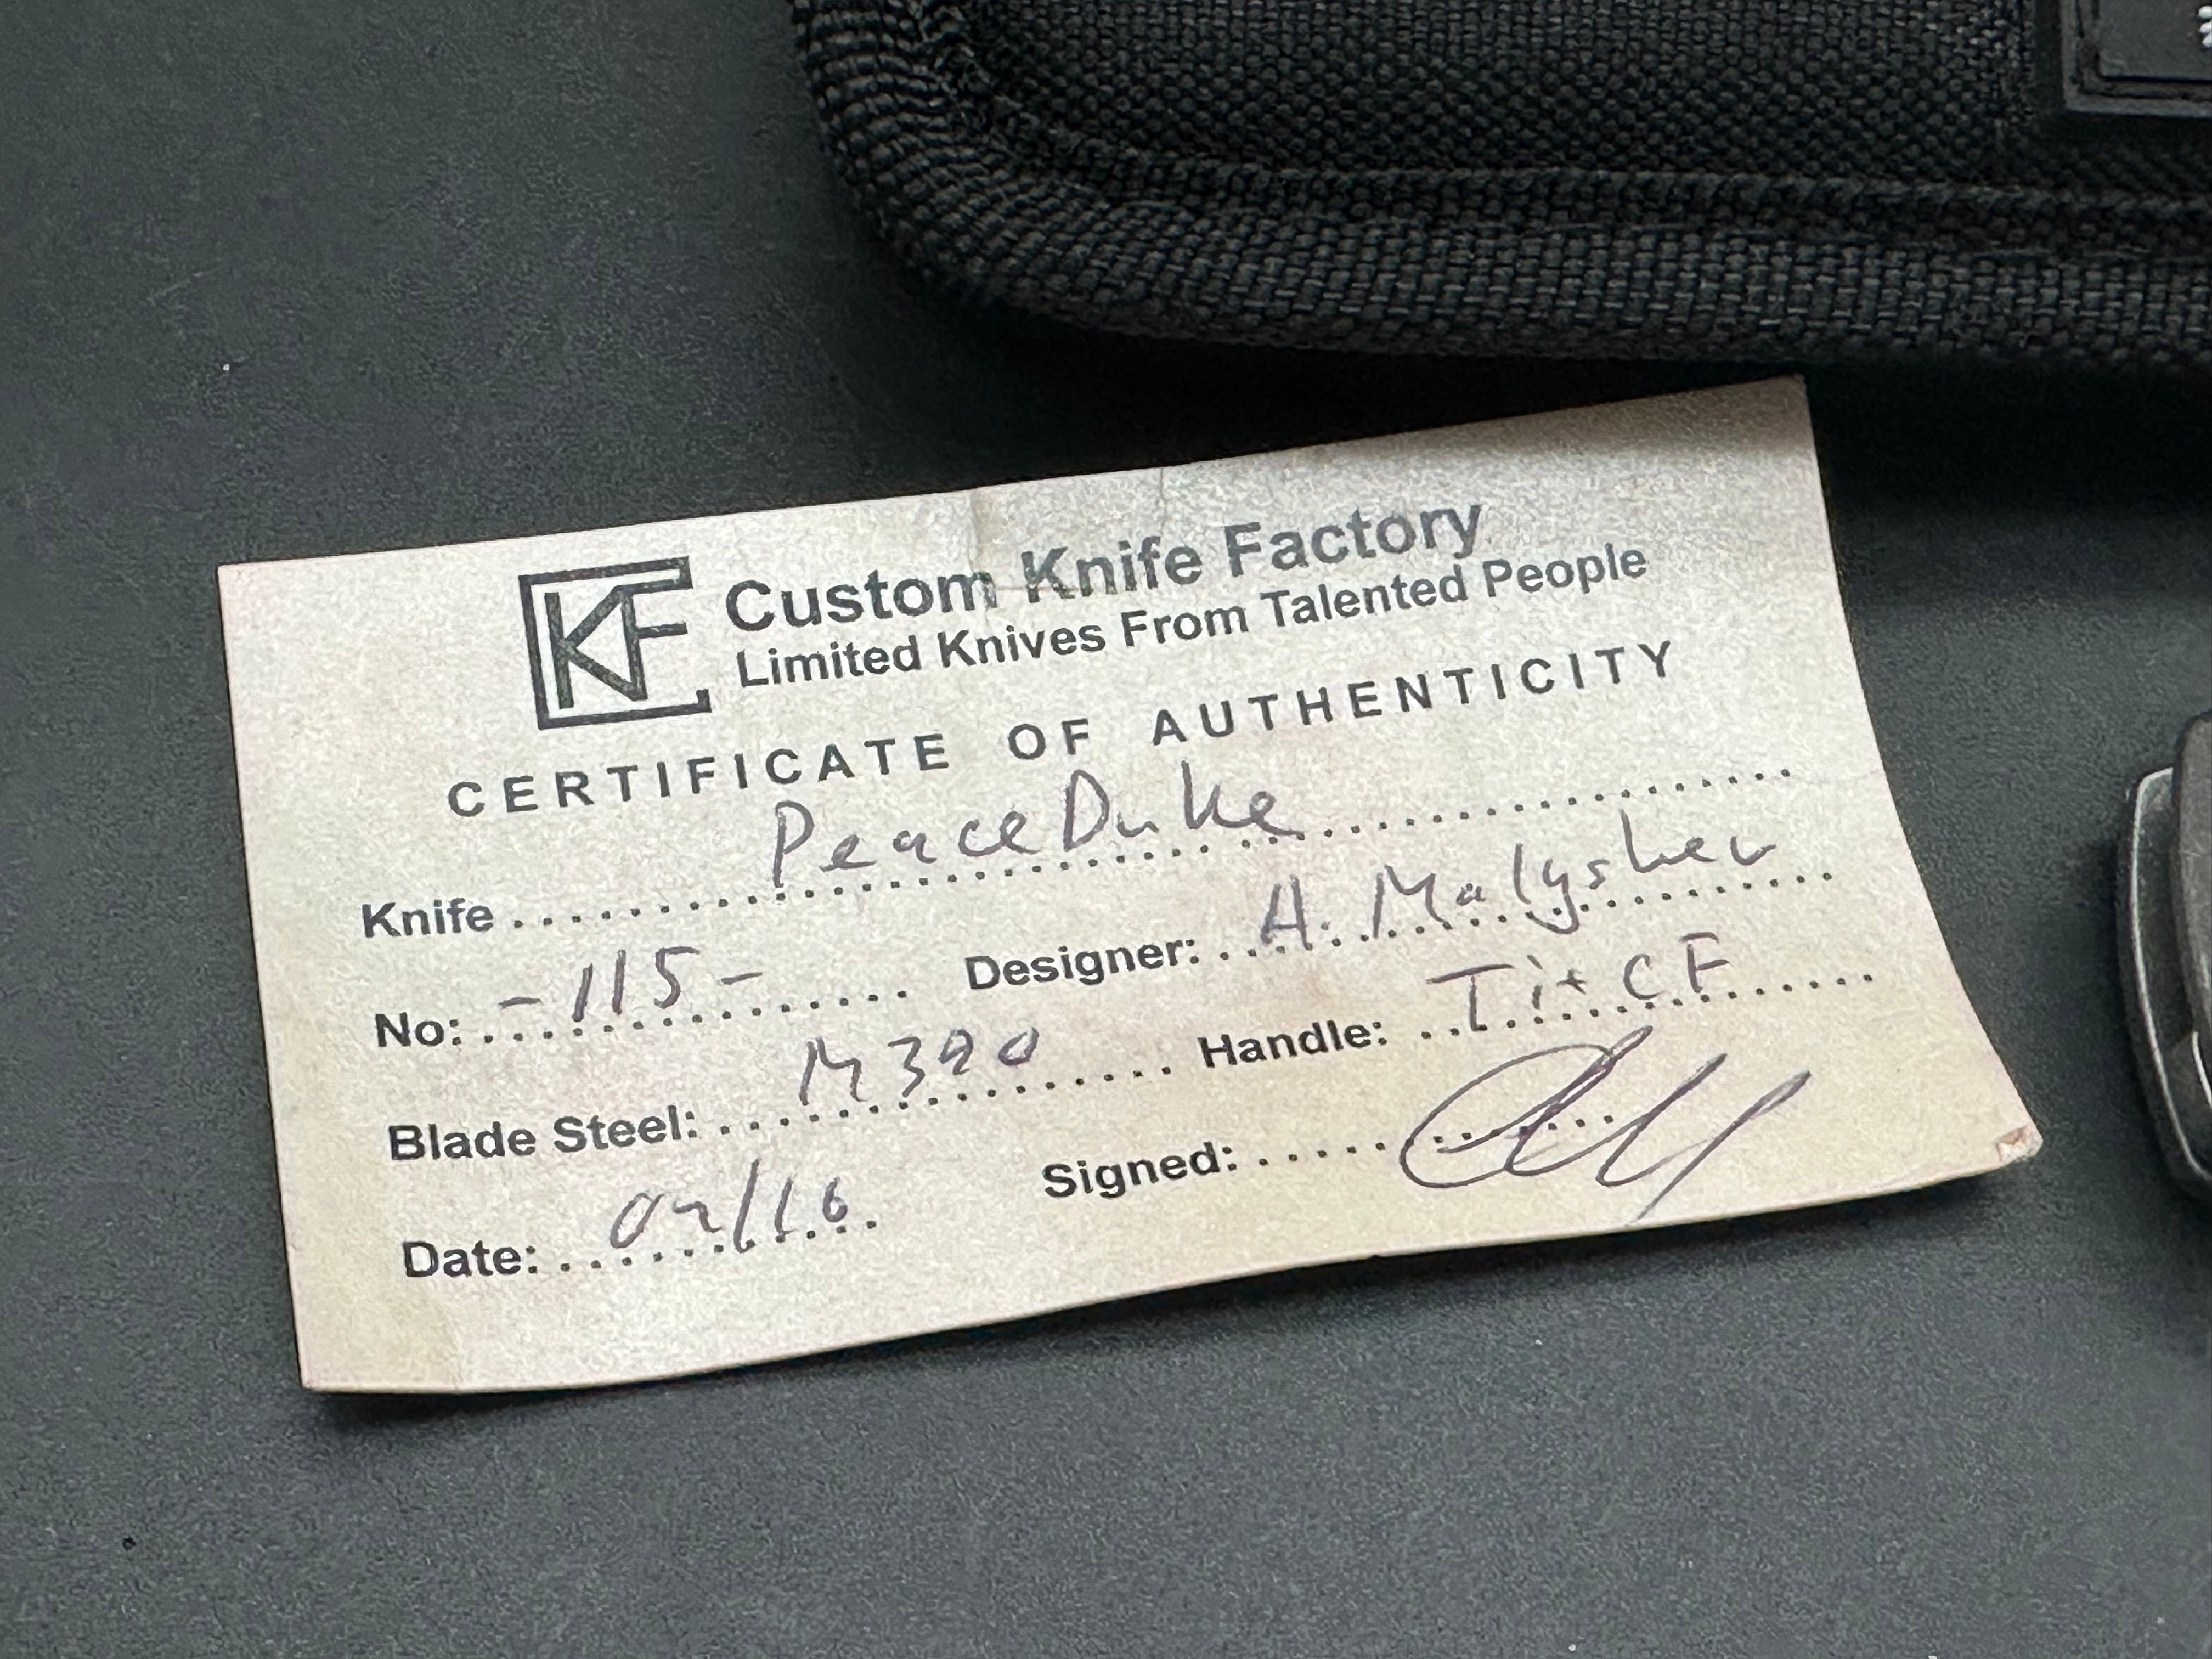 CKF Custom Knife Factory
Limited Knives From Talented People
CERTIFICATE OF AUTHENTICITY
Knife PeaceDuke
No: -115- Designer: A. Malyshev
Blade Steel: M390 Handle: Ti+CF
Date: 02/16 Signed: